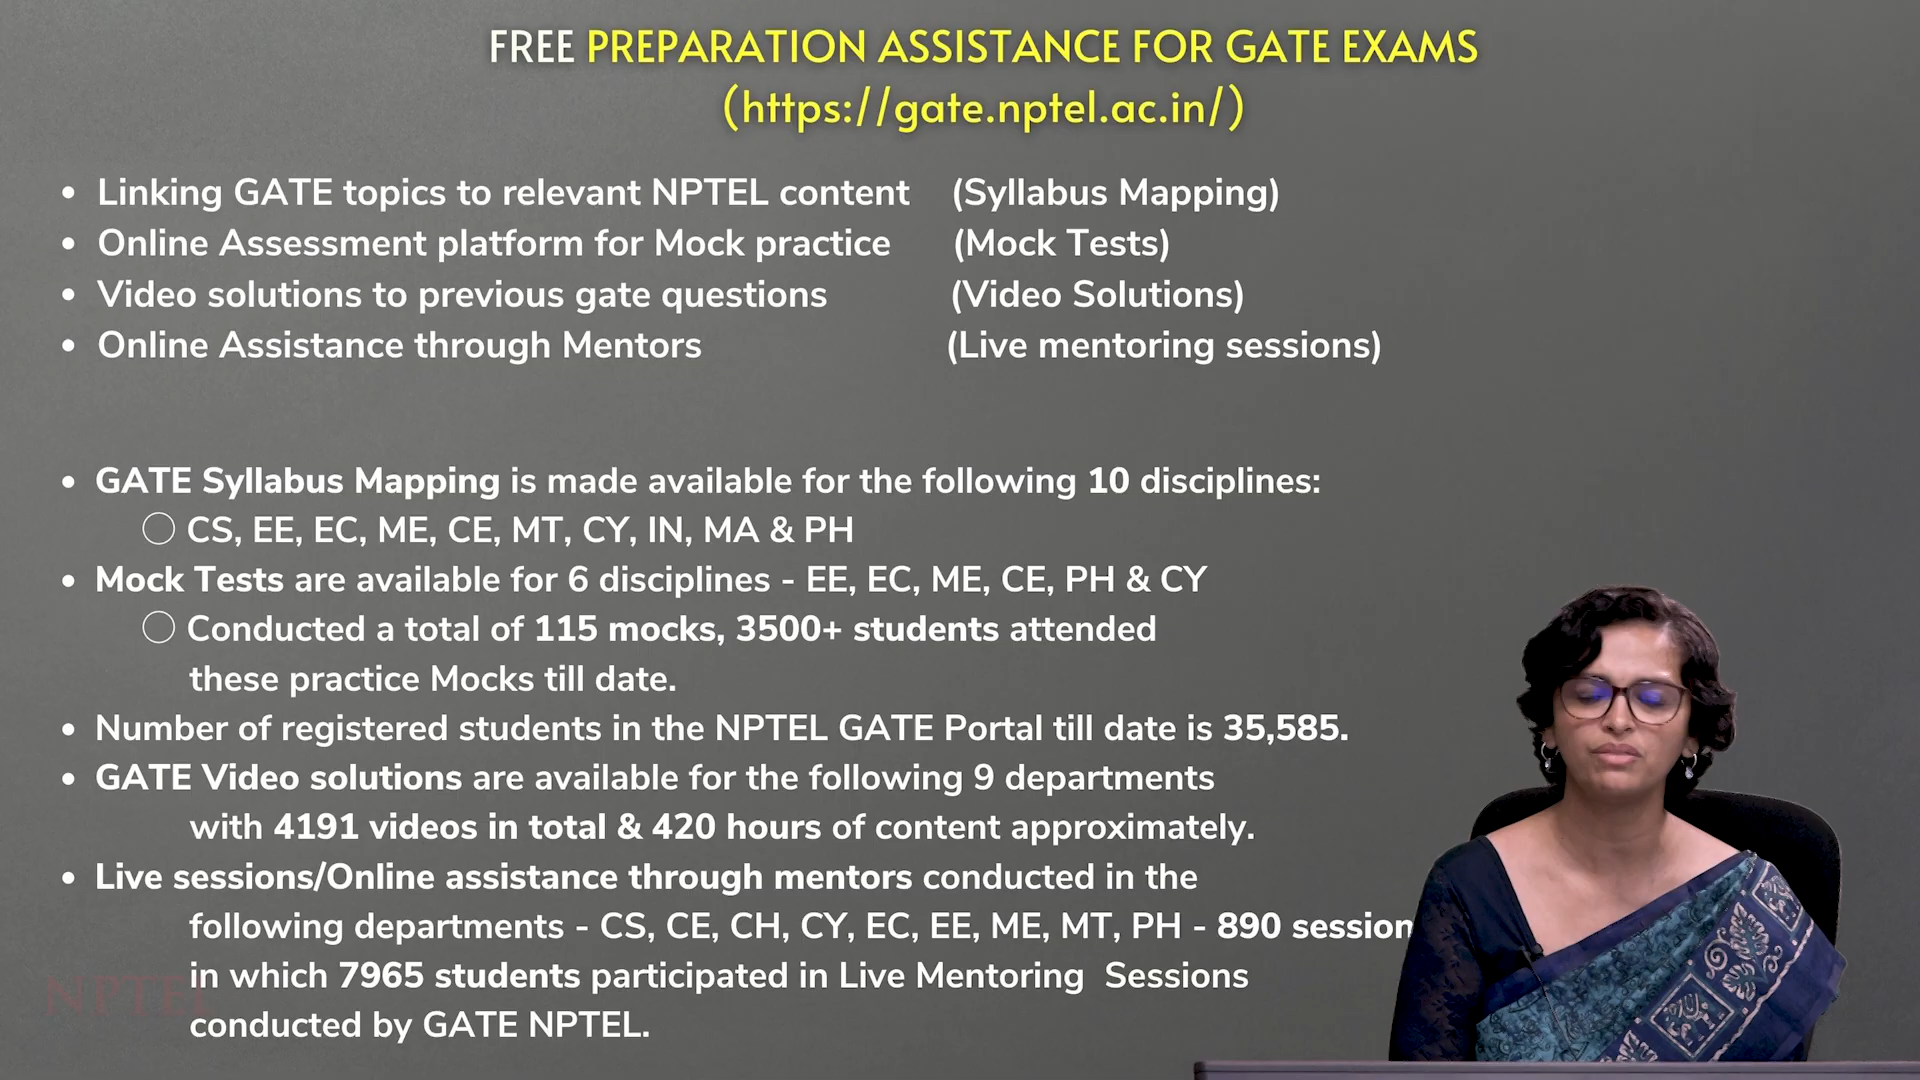 FREE PREPARATION ASSISTANCE FOR GATE EXAMS
(https://gate.nptel.ac.in/)
• Linking GATE topics to relevant NPTEL content (Syllabus Mapping)
• Online Assessment platform for Mock practice (Mock Tests)
• Video solutions to previous gate questions (Video Solutions)
• Online Assistance through Mentors (Live mentoring sessions)
• GATE Syllabus Mapping is made available for the following 10 disciplines:
○ CS, EE, EC, ME, CE, MT, CY, IN, MA & PH
• Mock Tests are available for 6 disciplines - EE, EC, ME, CE, PH & CY
○ Conducted a total of 115 mocks, 3500+ students attended
these practice Mocks till date.
• Number of registered students in the NPTEL GATE Portal till date is 35,585.
• GATE Video solutions are available for the following 9 departments
with 4191 videos in total & 420 hours of content approximately.
• Live sessions/Online assistance through mentors conducted in the
following departments - CS, CE, CH, CY, EC, EE, ME, MT, PH - 890 session
in which 7965 students participated in Live Mentoring Sessions
conducted by GATE NPTEL.
NPTEL